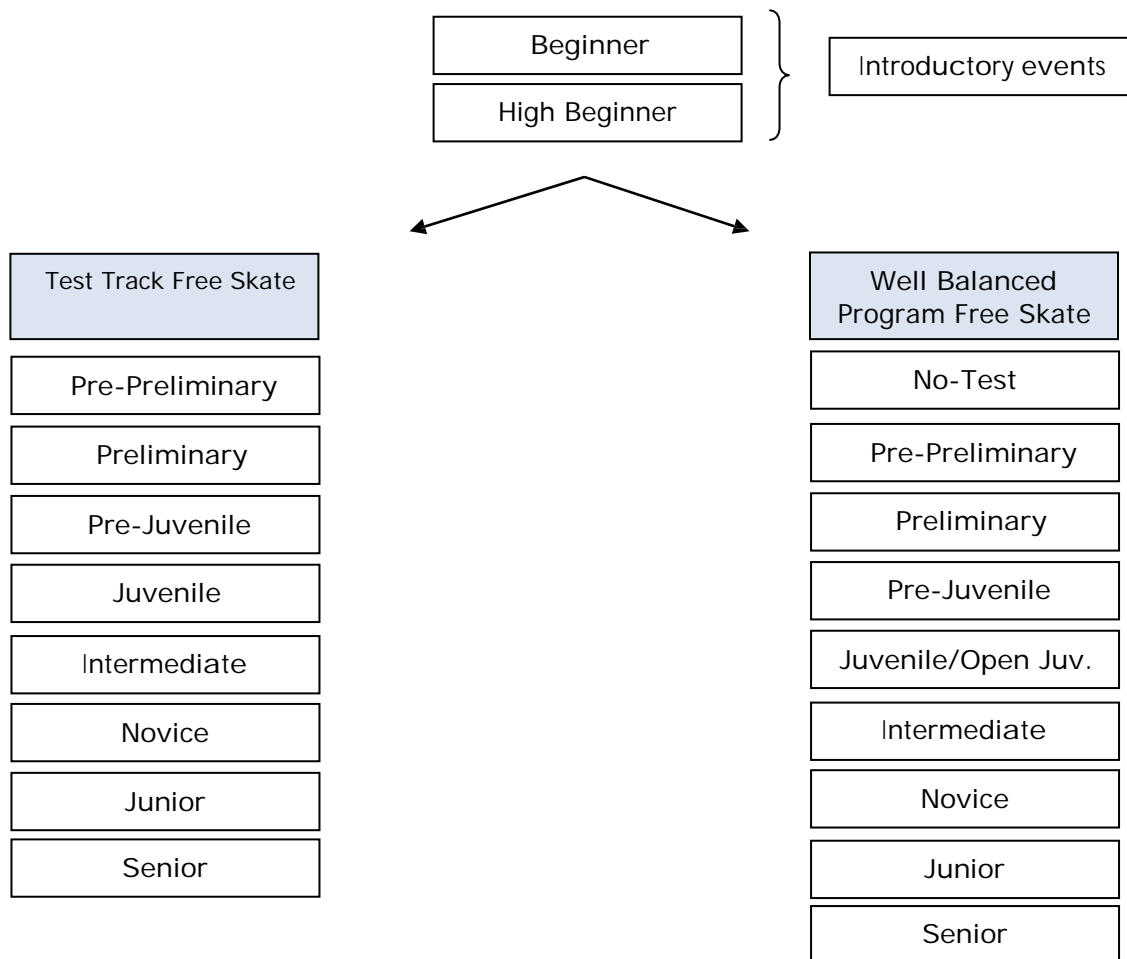 Beginner
High Beginner
Introductory events
Test Track Free Skate
Pre-Preliminary
Preliminary
Pre-Juvenile
Juvenile
Intermediate
Novice
Junior
Senior
Well Balanced
Program Free Skate
No-Test
Pre-Preliminary
Preliminary
Pre-Juvenile
Juvenile/Open Juv.
Intermediate
Novice
Junior
Senior